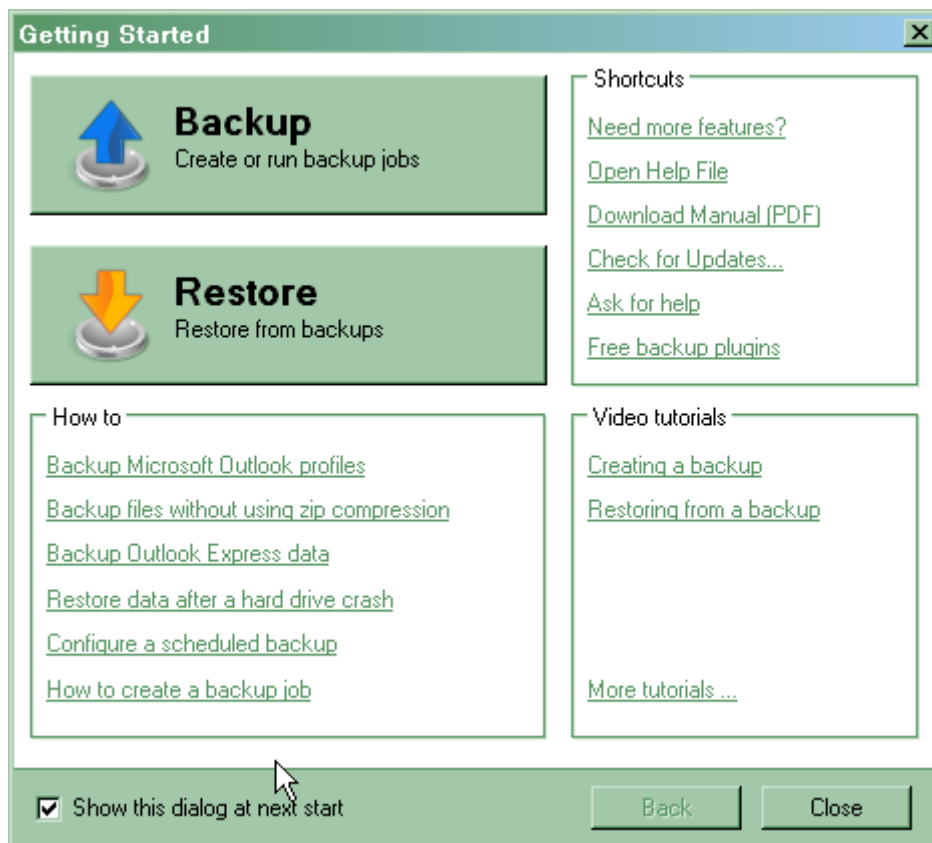 Getting Started
Backup
Create or run backup jobs
Restore
Restore from backups
Shortcuts
Need more features?
Open Help File
Download Manual (PDF)
Check for Updates...
Ask for help
Free backup plugins
How to
Backup Microsoft Outlook profiles
Backup files without using zip compression
Backup Outlook Express data
Restore data after a hard drive crash
Configure a scheduled backup
How to create a backup job
Video tutorials
Creating a backup
Restoring from a backup
More tutorials ...
Show this dialog at next start
Back
Close